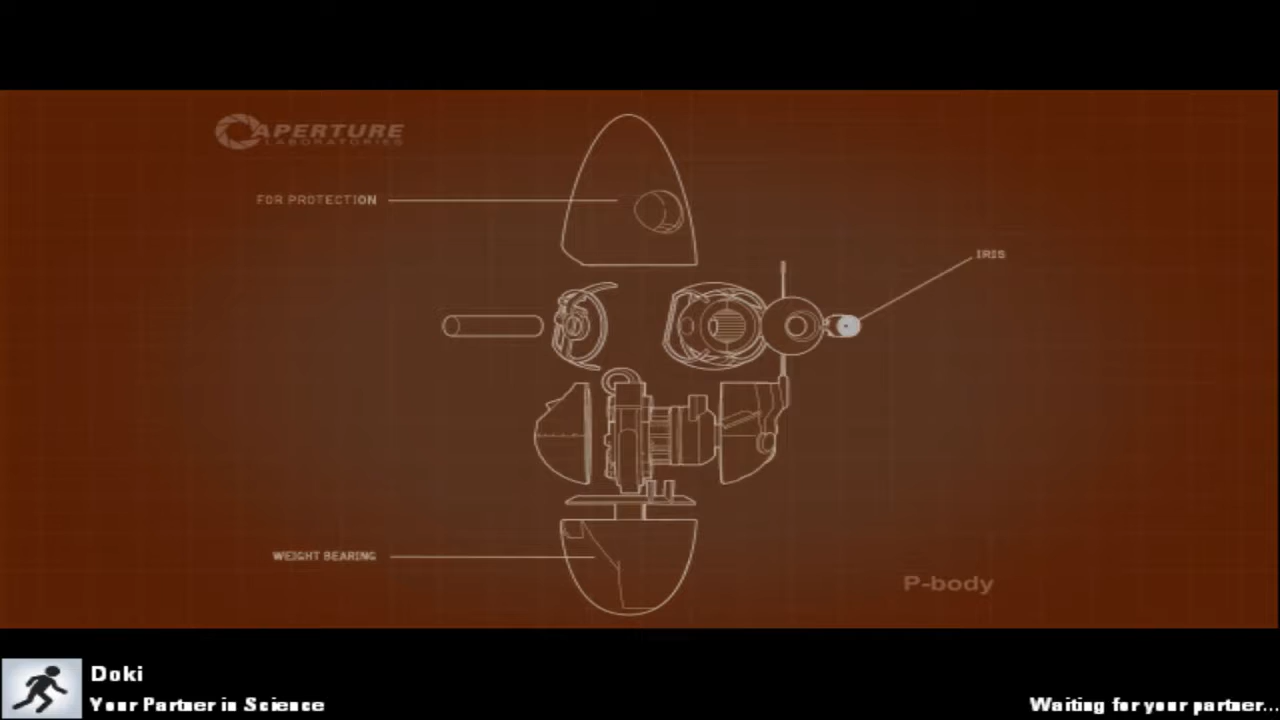 APERTURE
LABORATORIES
FOR PROTECTION
IRIS
WEIGHT BEARING
P-body
Doki
Your Partner in Science
Waiting for your partner...